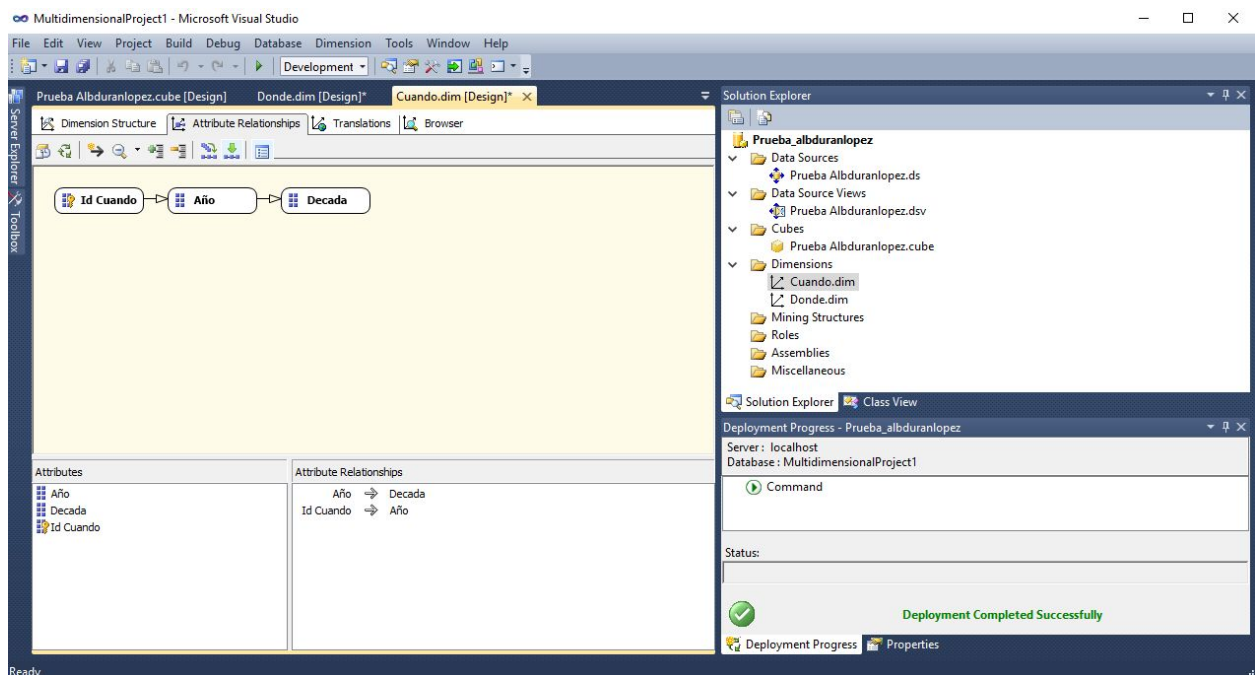 MultidimensionalProject1 - Microsoft Visual Studio
File Edit View Project Build Debug Database Dimension Tools Window Help
Development
Server Explorer
Toolbox
Prueba Albduranlopez.cube [Design] Donde.dim [Design]* Cuando.dim [Design]*
Dimension Structure Attribute Relationships Translations Browser
Id Cuando Año Decada
Attributes
Año
Decada
Id Cuando
Attribute Relationships
Año Decada
Id Cuando Año
Solution Explorer
Prueba_albduranlopez
Data Sources
Prueba Albduranlopez.ds
Data Source Views
Prueba Albduranlopez.dsv
Cubes
Prueba Albduranlopez.cube
Dimensions
Cuando.dim
Donde.dim
Mining Structures
Roles
Assemblies
Miscellaneous
Solution Explorer Class View
Deployment Progress - Prueba_albduranlopez
Server : localhost
Database : MultidimensionalProject1
Command
Status:
Deployment Completed Successfully
Deployment Progress Properties
Ready